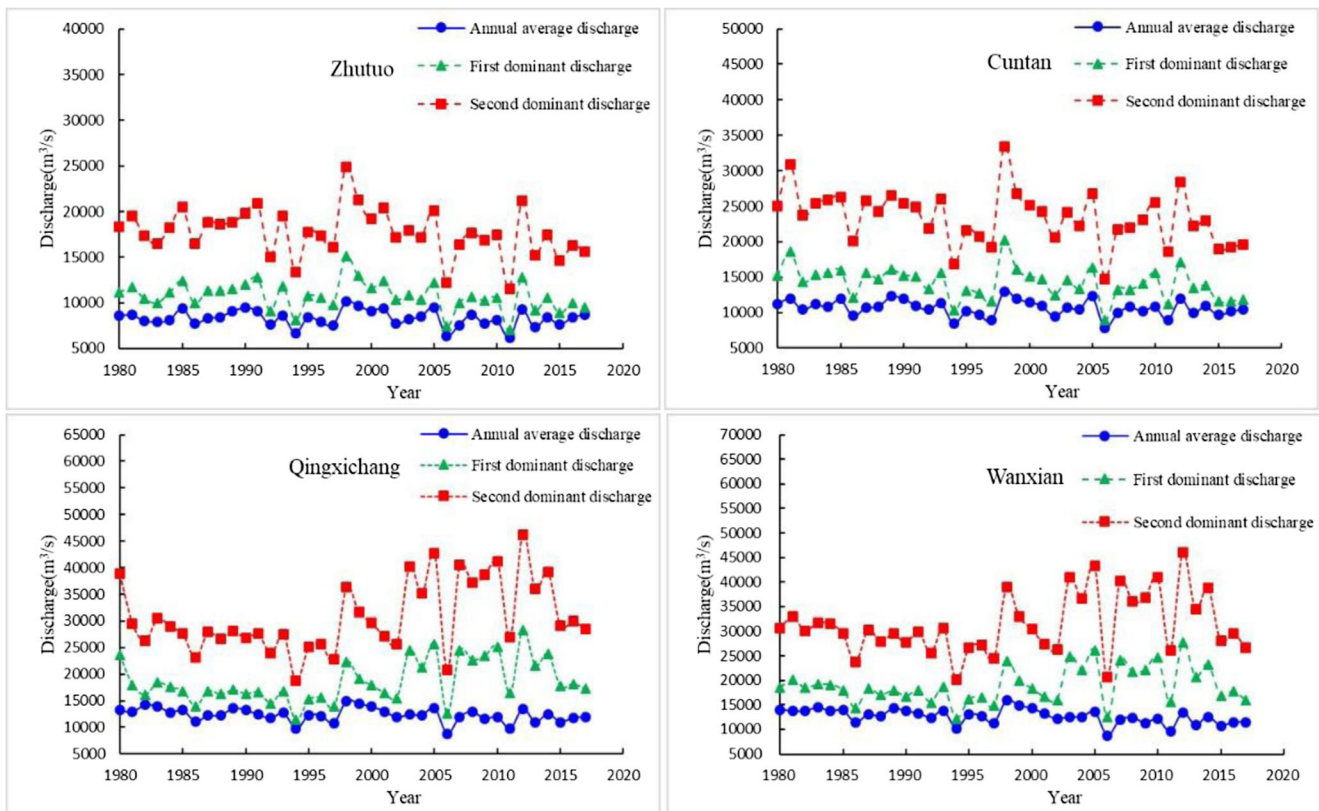 40000
35000
30000
25000
20000
15000
10000
5000
Discharge(m³/s)
Zhutuo
Annual average discharge
First dominant discharge
Second dominant discharge
1980 1985 1990 1995 2000 2005 2010 2015 2020
Year
50000
45000
40000
35000
30000
25000
20000
15000
10000
5000
Discharge(m³/s)
Cuntan
Annual average discharge
First dominant discharge
Second dominant discharge
1980 1985 1990 1995 2000 2005 2010 2015 2020
Year
65000
60000
55000
50000
45000
40000
35000
30000
25000
20000
15000
10000
5000
Discharge(m³/s)
Qingxichang
Annual average discharge
First dominant discharge
Second dominant discharge
1980 1985 1990 1995 2000 2005 2010 2015 2020
Year
70000
65000
60000
55000
50000
45000
40000
35000
30000
25000
20000
15000
10000
5000
Discharge(m³/s)
Wanxian
Annual average discharge
First dominant discharge
Second dominant discharge
1980 1985 1990 1995 2000 2005 2010 2015 2020
Year